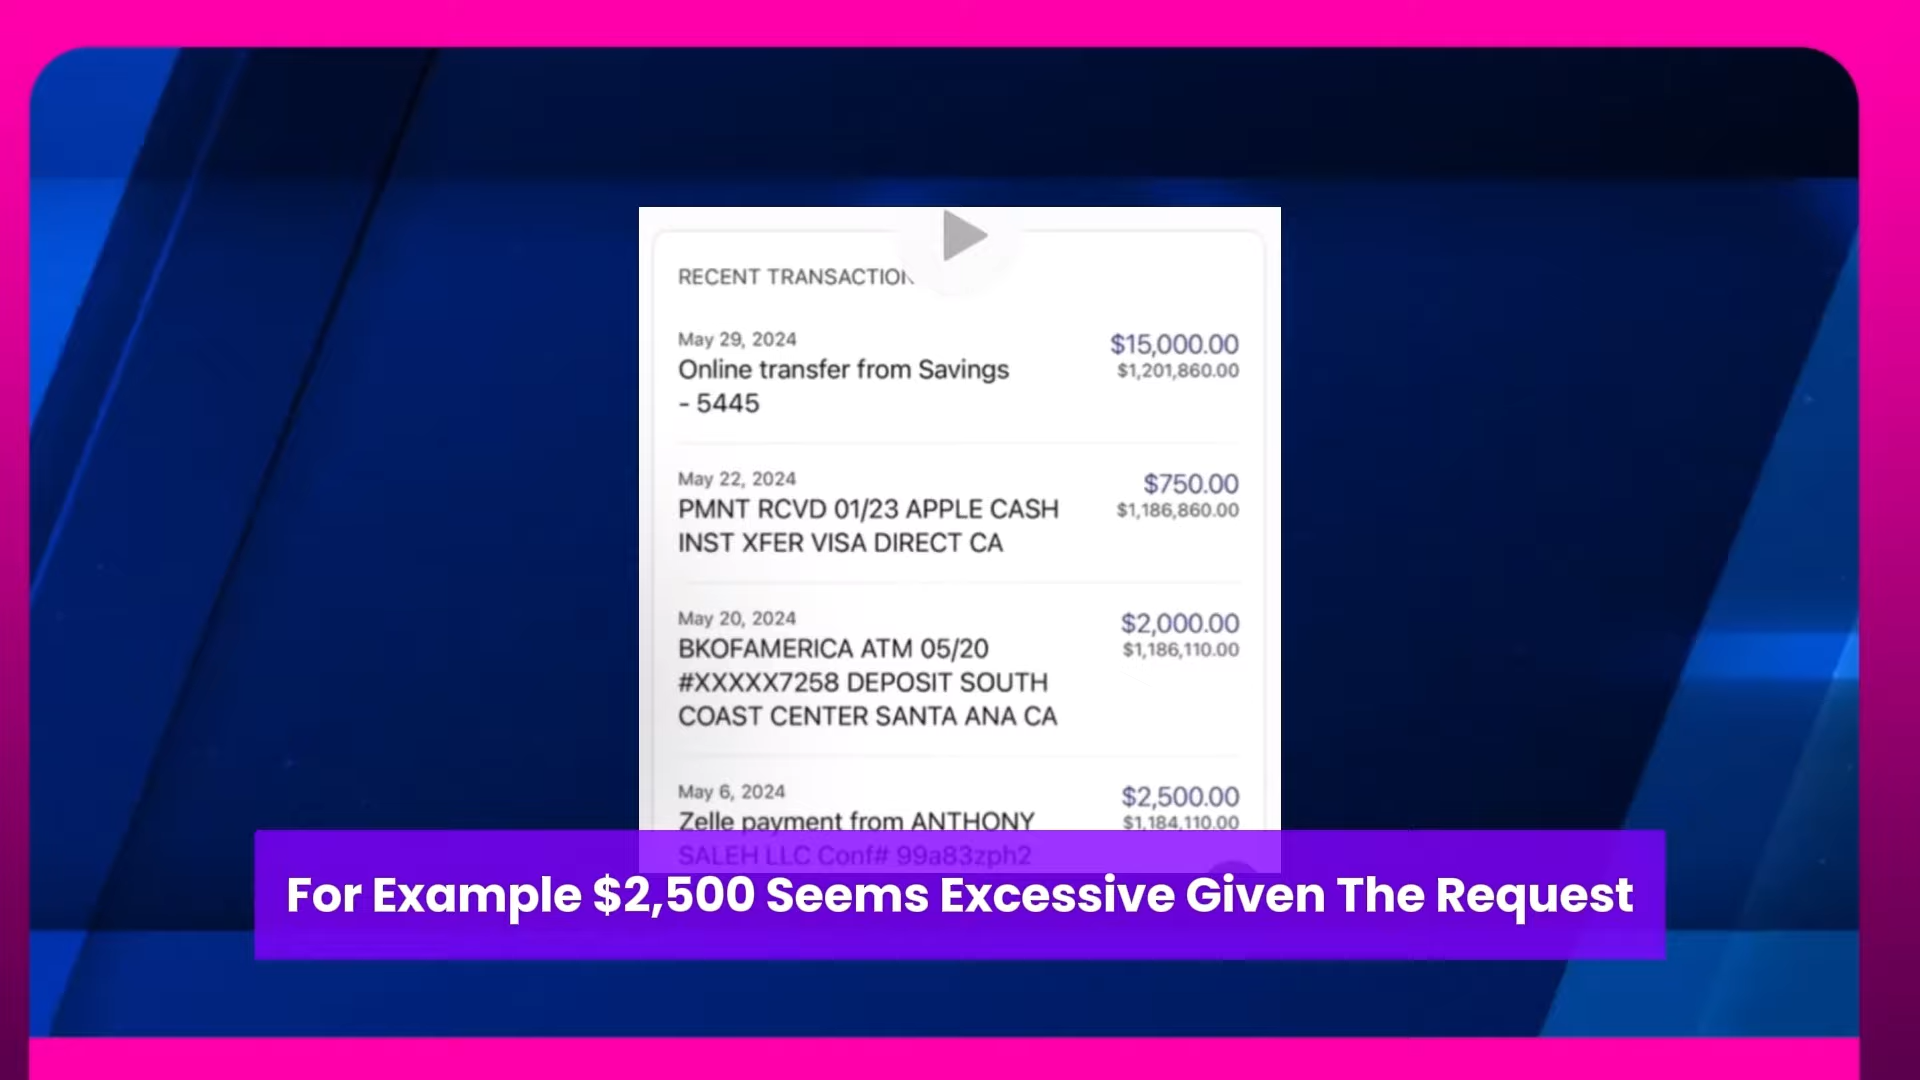 RECENT TRANSACTION
May 29, 2024
$15,000.00
Online transfer from Savings
$1,201,860.00
- 5445
May 22, 2024
$750.00
PMNT RCVD 01/23 APPLE CASH
$1,186,860.00
INST XFER VISA DIRECT CA
May 20, 2024
$2,000.00
BKOFAMERICA ATM 05/20
$1,186,110.00
#XXXXX7258 DEPOSIT SOUTH
COAST CENTER SANTA ANA CA
May 6, 2024
$2,500.00
Zelle payment from ANTHONY
$1,184,110.00
SALEH LLC Conf# 99a83zph2
For Example $2,500 Seems Excessive Given The Request